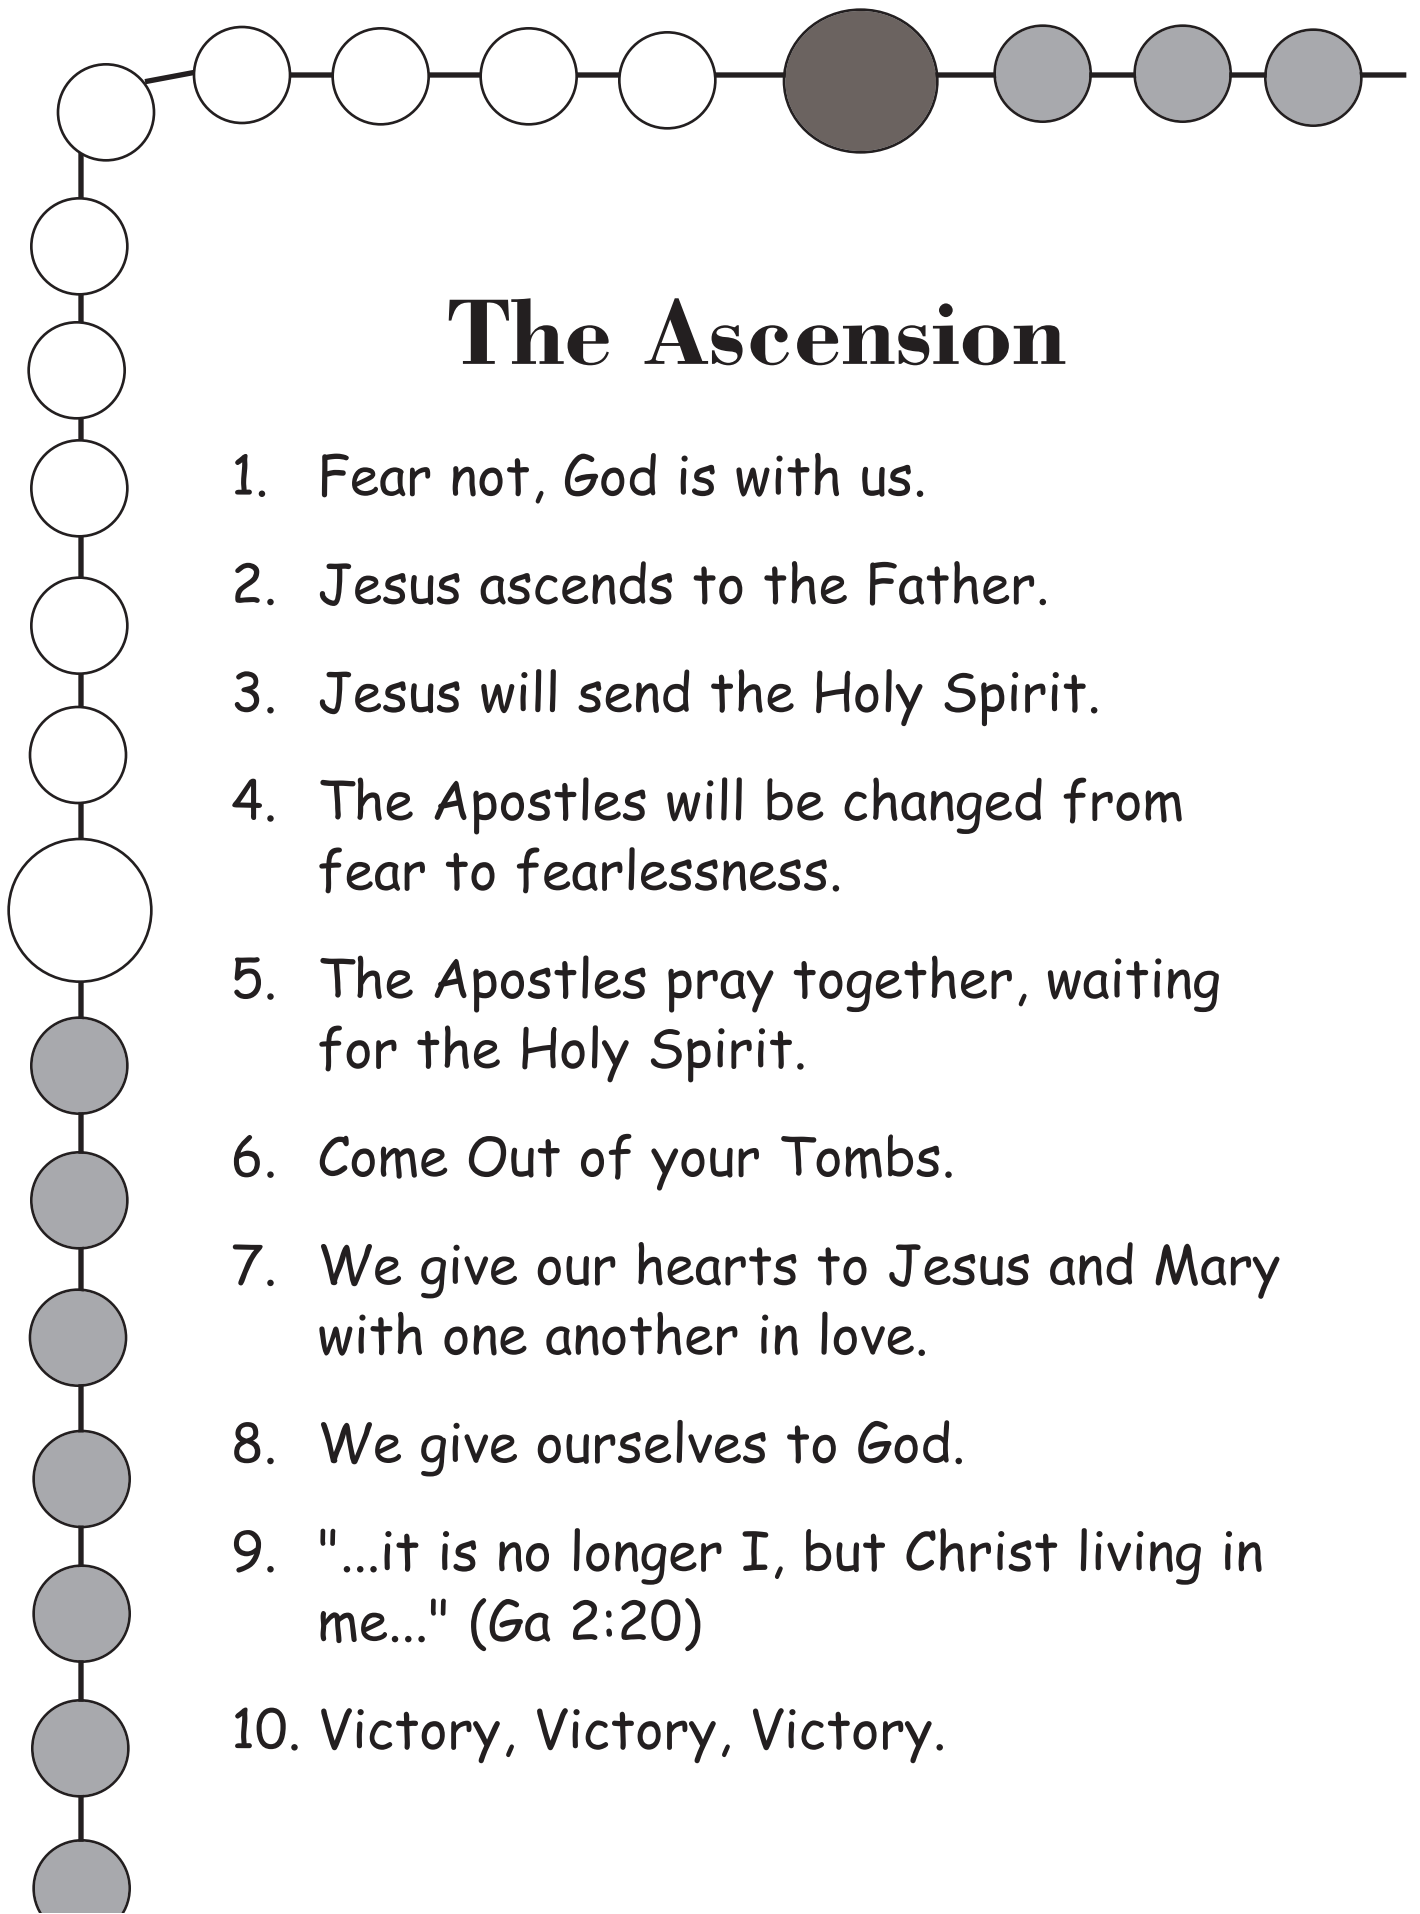 The Ascension
1. Fear not, God is with us.
2. Jesus ascends to the Father.
3. Jesus will send the Holy Spirit.
4. The Apostles will be changed from
fear to fearlessness.
5. The Apostles pray together, waiting
for the Holy Spirit.
6. Come Out of your Tombs.
7. We give our hearts to Jesus and Mary
with one another in love.
8. We give ourselves to God.
9. "...it is no longer I, but Christ living in
me..." (Ga 2:20)
10. Victory, Victory, Victory.